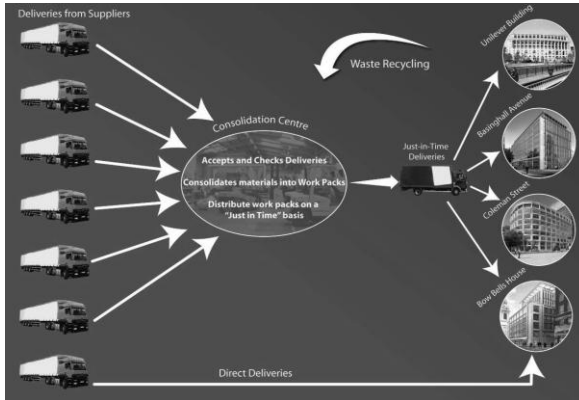 Deliveries from Suppliers
Unilever Building
Waste Recycling
Basinghall Avenue
Consolidation Centre
Just-in-Time
Deliveries
Accepts and Checks Deliveries
Consolidates materials into Work Packs
Distribute work packs on a
"Just in Time" basis
Coleman Street
Bow Bells House
Direct Deliveries